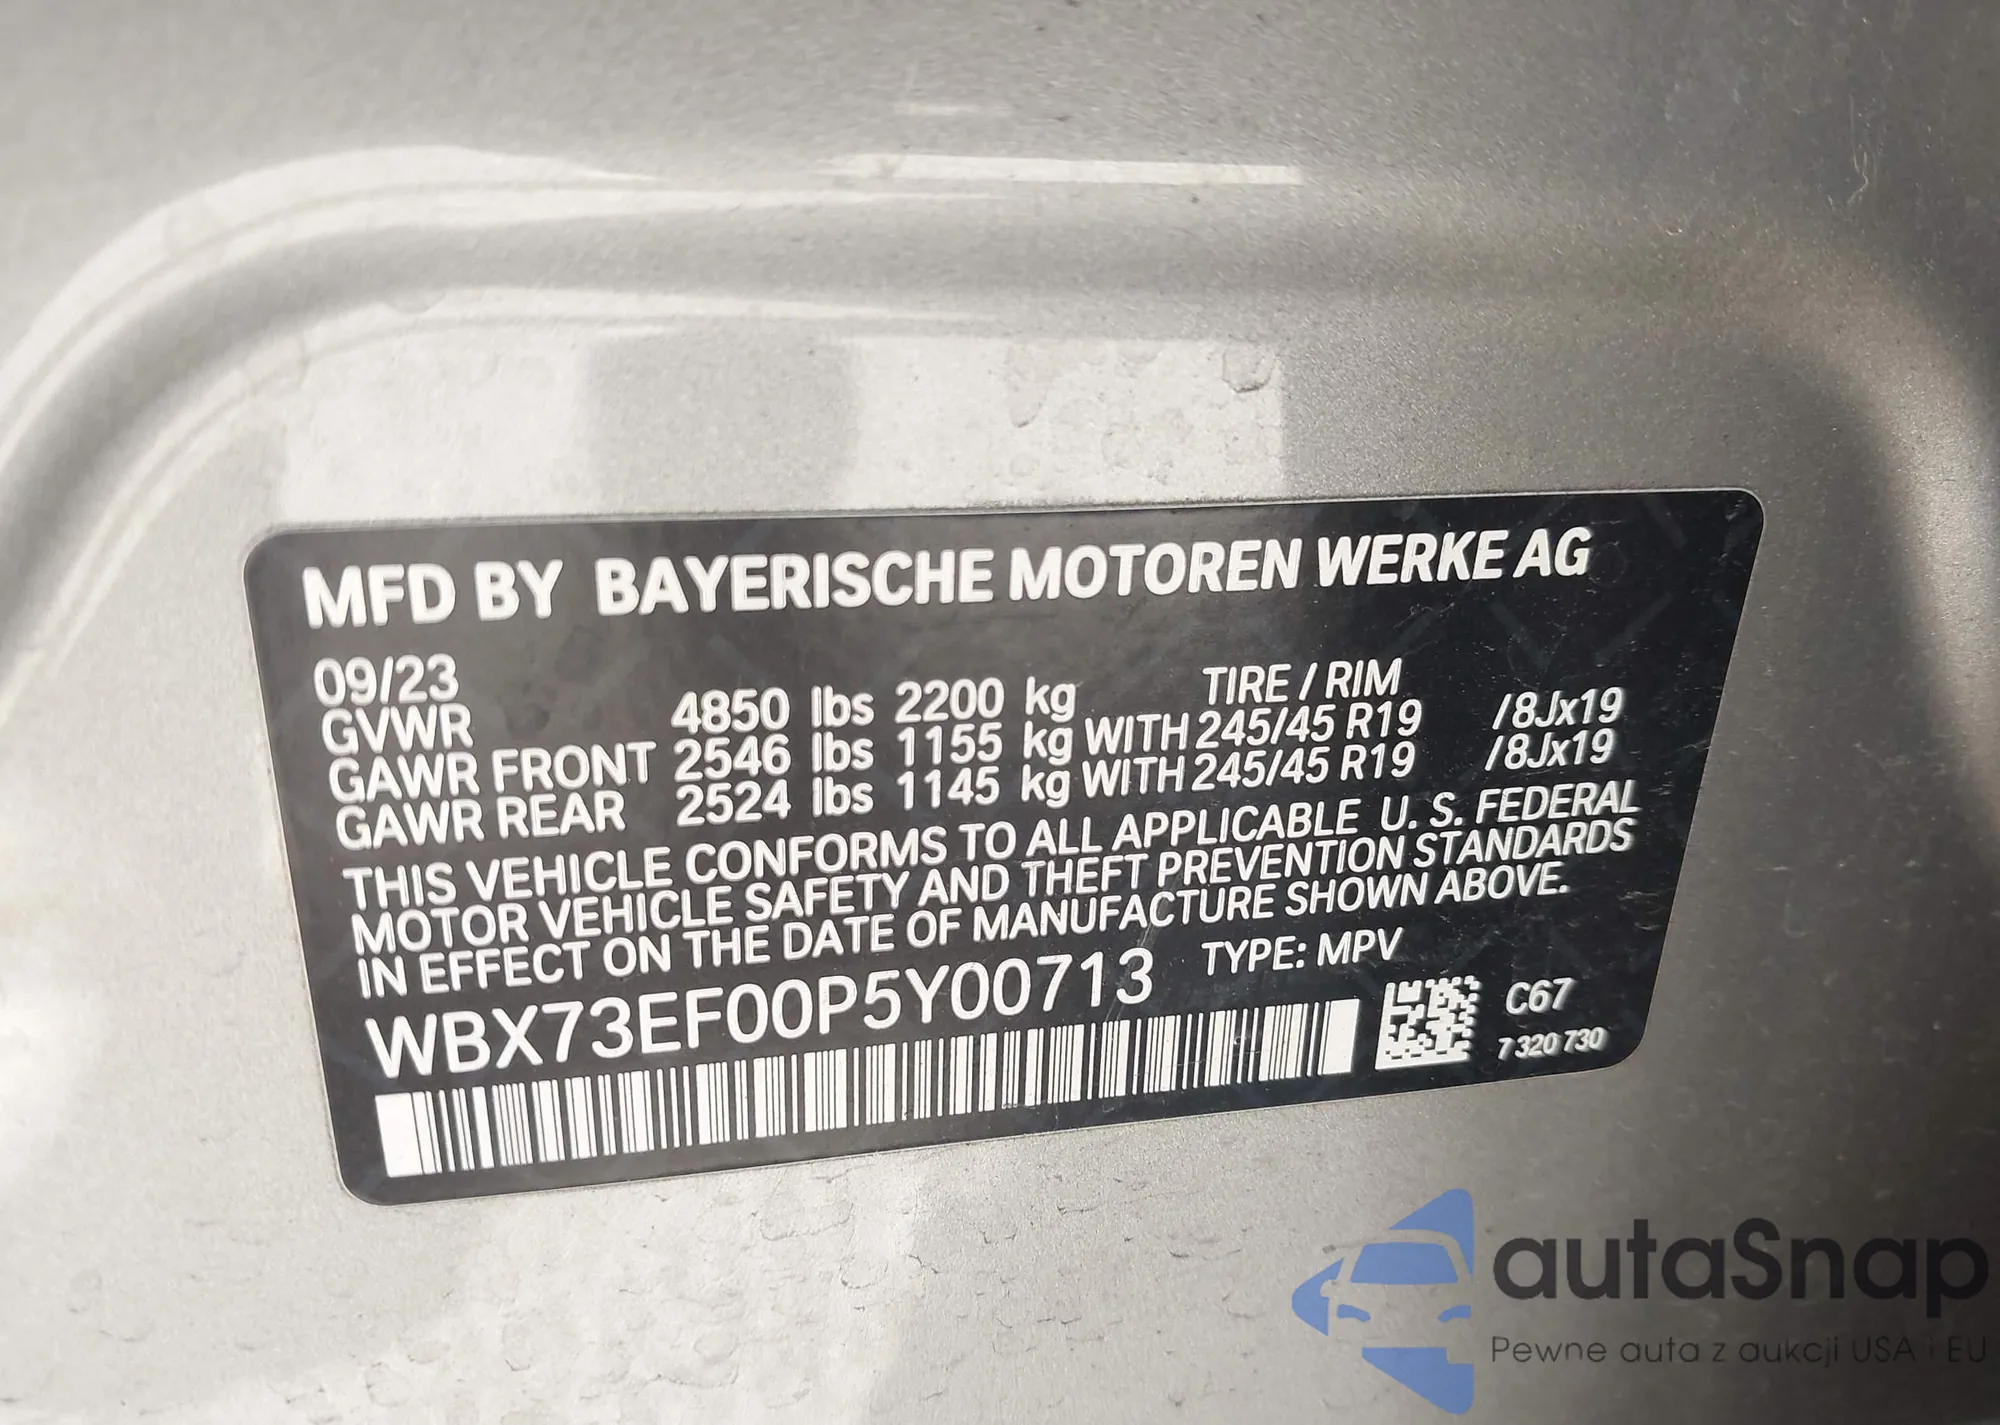 MFD BY BAYERISCHE MOTOREN WERKE AG
09/23 TIRE / RIM
GVWR 4850 lbs 2200 kg
GAWR FRONT 2546 lbs 1155 kg WITH 245/45 R19 /8Jx19
GAWR REAR 2524 lbs 1145 kg WITH 245/45 R19 /8Jx19
THIS VEHICLE CONFORMS TO ALL APPLICABLE U. S. FEDERAL
MOTOR VEHICLE SAFETY AND THEFT PREVENTION STANDARDS
IN EFFECT ON THE DATE OF MANUFACTURE SHOWN ABOVE.
WBX73EF00P5Y00713 TYPE: MPV
C67
7 320 730
autaSnap
Pewne auta z aukcji USA i EU